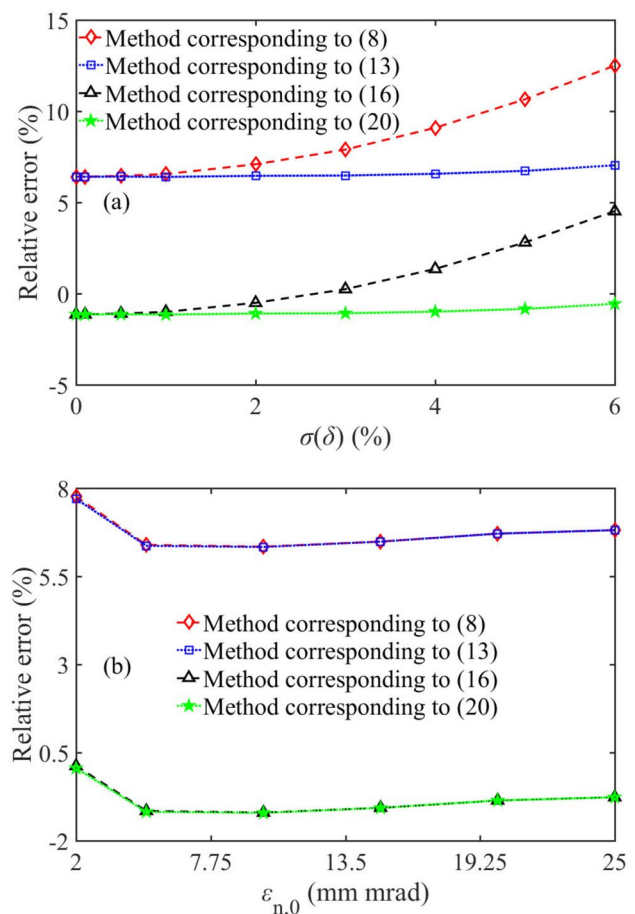 15
Method corresponding to (8)
Method corresponding to (13)
10
Method corresponding to (16)
Method corresponding to (20)
5
(a)
0
-5
0
2
4
6
Relative error (%)
σ(δ) (%)
8
5.5
Method corresponding to (8)
3
(b)
Method corresponding to (13)
Method corresponding to (16)
Method corresponding to (20)
0.5
-2
2
7.75
13.5
19.25
25
Relative error (%)
εn,0 (mm mrad)